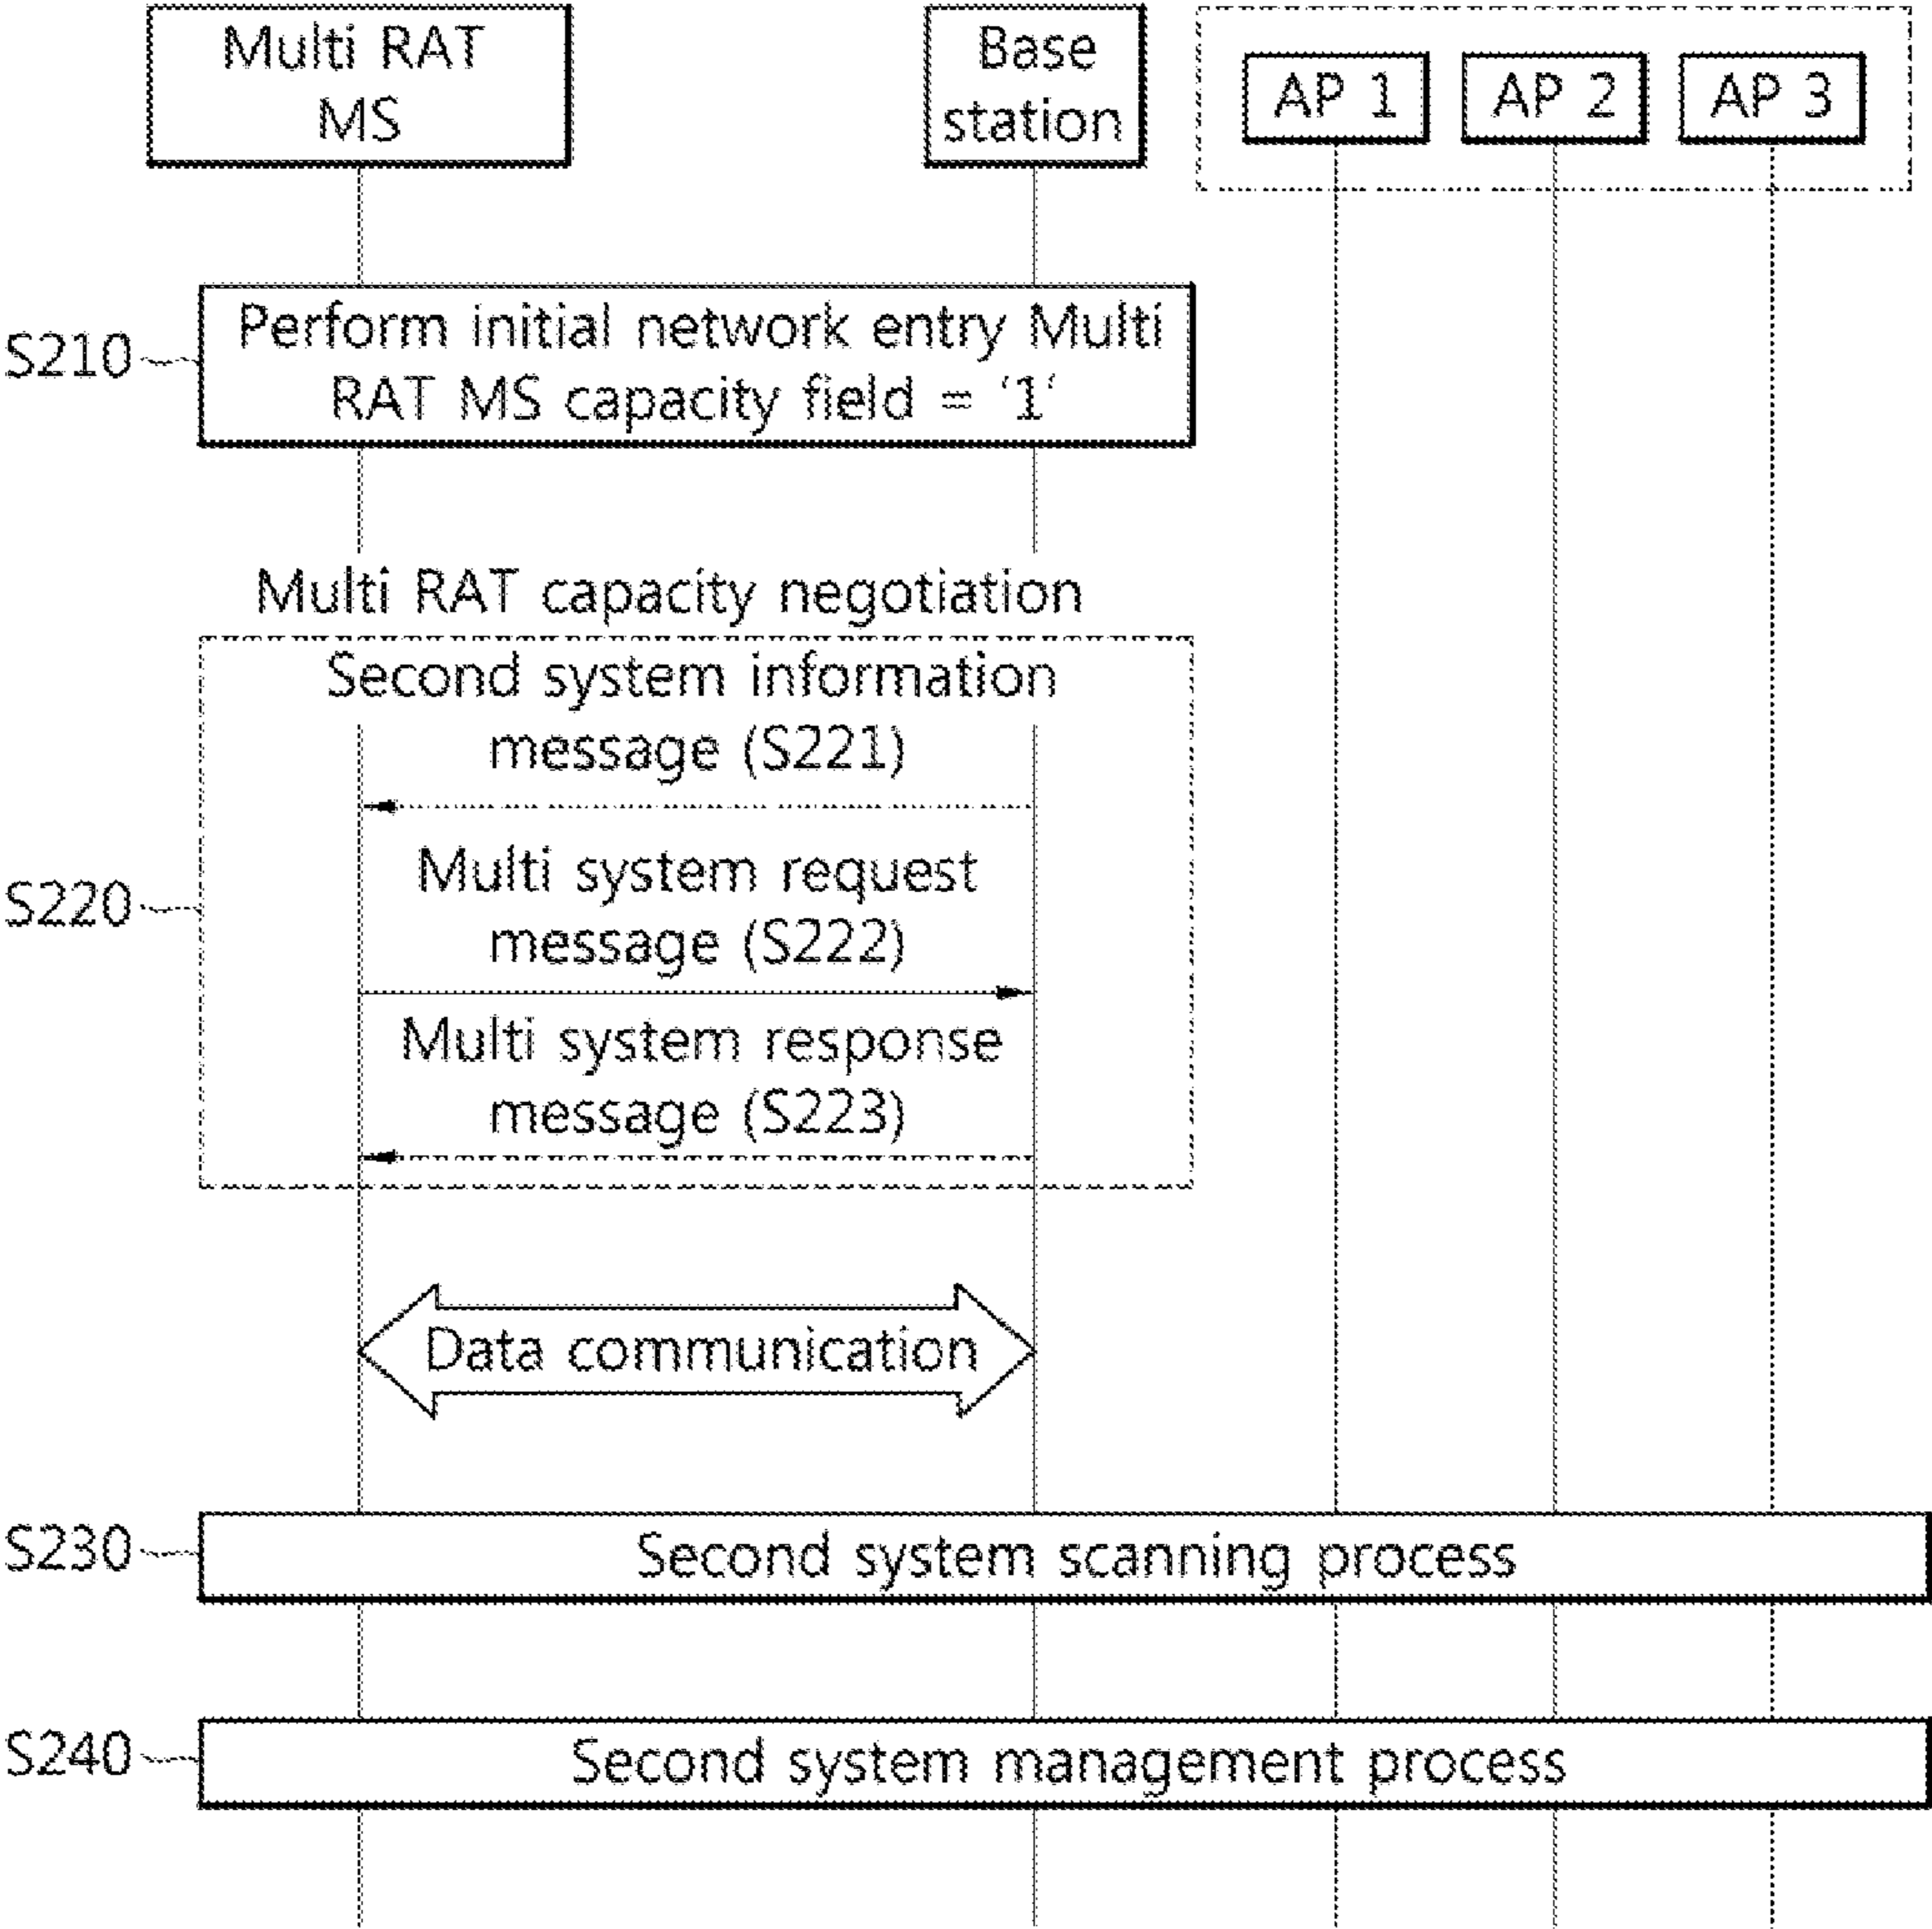 Multi RAT
MS
Base
station
AP 1
AP 2
AP 3
S210
Perform initial network entry Multi
RAT MS capacity field = ‘1‘
Multi RAT capacity negotiation
Second system information
message (S221)
S220
Multi system request
message (S222)
Multi system response
message (S223)
Data communication
S230
Second system scanning process
S240
Second system management process